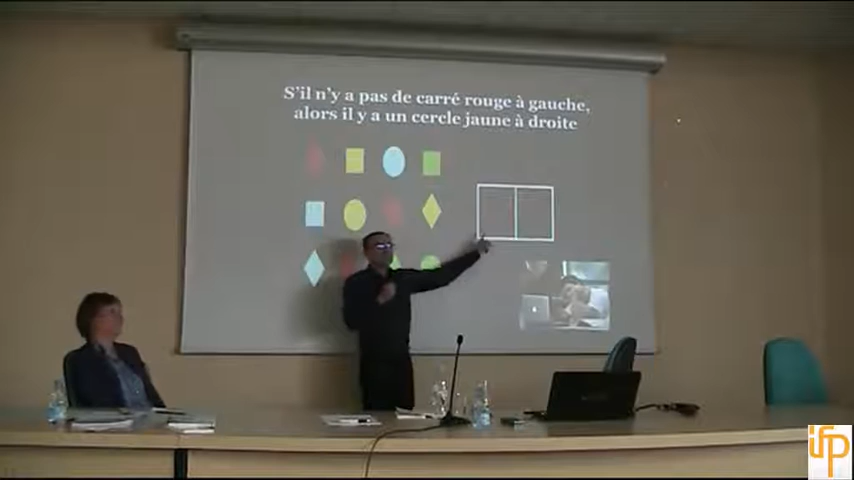 S'il n'y a pas de carré rouge à gauche,
alors il y a un cercle jaune à droite
ifp